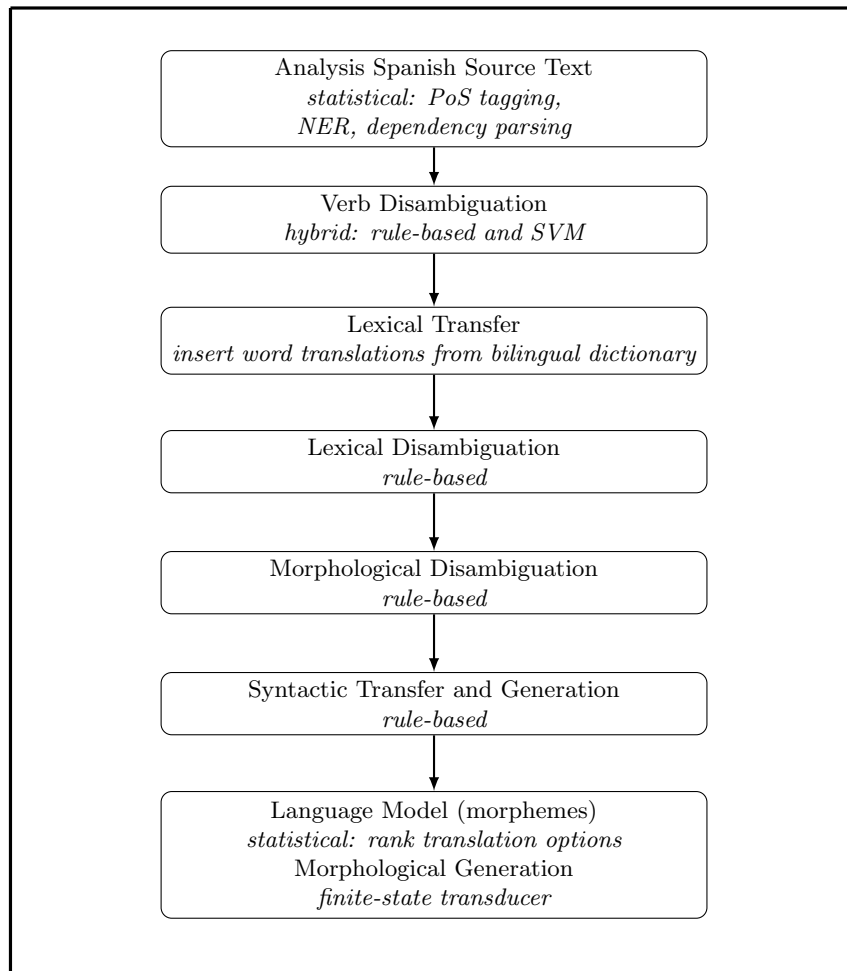 Analysis Spanish Source Text
statistical: PoS tagging,
NER, dependency parsing
Verb Disambiguation
hybrid: rule-based and SVM
Lexical Transfer
insert word translations from bilingual dictionary
Lexical Disambiguation
rule-based
Morphological Disambiguation
rule-based
Syntactic Transfer and Generation
rule-based
Language Model (morphemes)
statistical: rank translation options
Morphological Generation
finite-state transducer